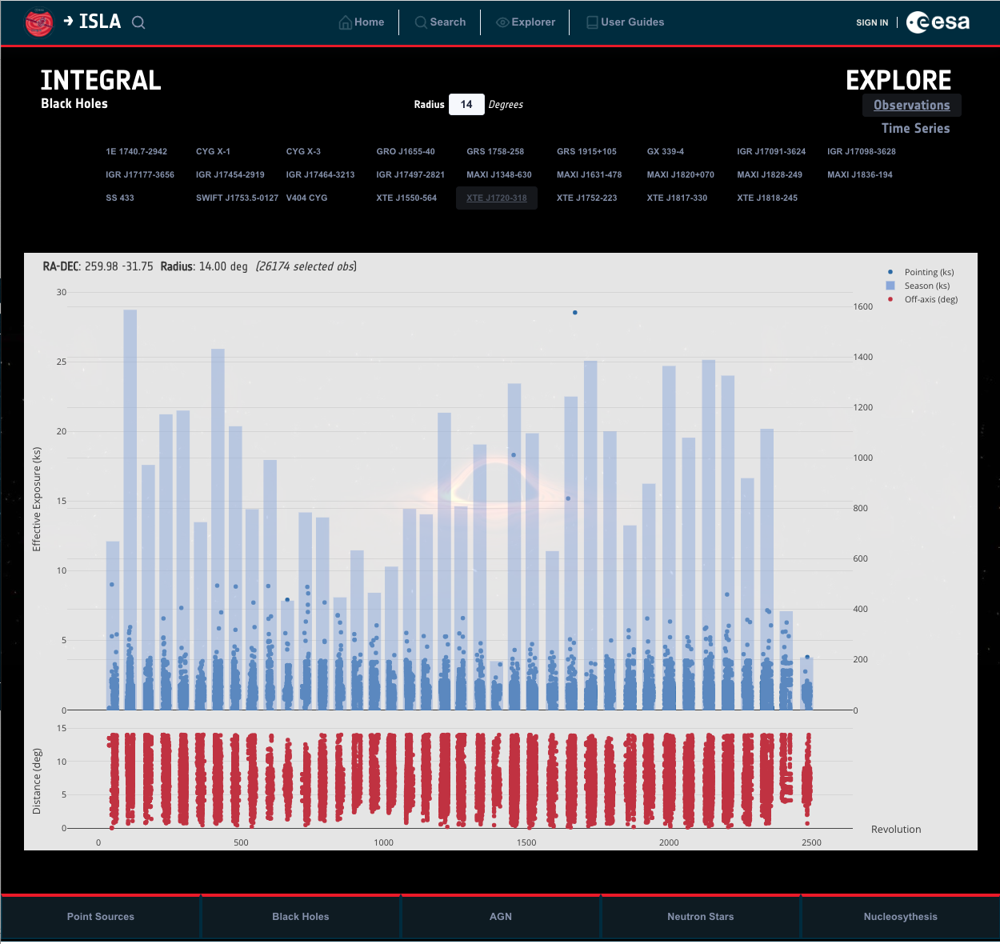 ISLA Home Search Explorer User Guides SIGN IN esa
INTEGRAL EXPLORE
Black Holes Radius 14 Degrees Observations
Time Series
1E 1740.7-2942 CYG X-1 CYG X-3 GRO J1655-40 GRS 1758-258 GRS 1915+105 GX 339-4 IGR J17091-3624 IGR J17098-3628
IGR J17177-3656 IGR J17454-2919 IGR J17464-3213 IGR J17497-2821 MAXI J1348-630 MAXI J1631-478 MAXI J1820+070 MAXI J1828-249 MAXI J1836-194
SS 433 SWIFT J1753.5-0127 V404 CYG XTE J1550-564 XTE J1720-318 XTE J1752-223 XTE J1817-330 XTE J1818-245
RA-DEC: 259.98 -31.75 Radius: 14.00 deg (26174 selected obs)
Pointing (ks)
Season (ks)
Off-axis (deg)
30
25
20
15
10
5
0
Effective Exposure (ks)
1600
1400
1200
1000
800
600
400
200
0
15
10
5
0
Distance (deg)
Revolution
0 500 1000 1500 2000 2500
Point Sources Black Holes AGN Neutron Stars Nucleosythesis